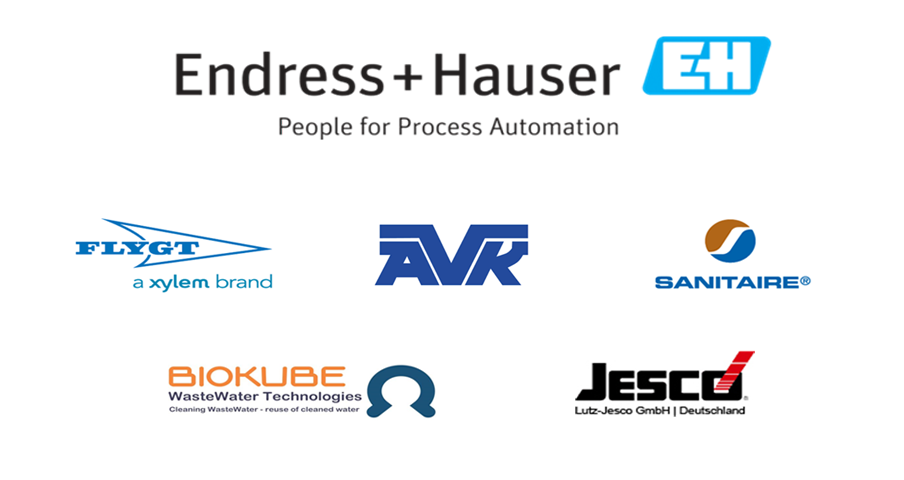 Endress+Hauser EH
People for Process Automation
FLYGT
a xylem brand
AVK
SANITAIRE®
BIOKUBE
WasteWater Technologies
Cleaning WasteWater - reuse of cleaned water
JESCO®
Lutz-Jesco GmbH | Deutschland